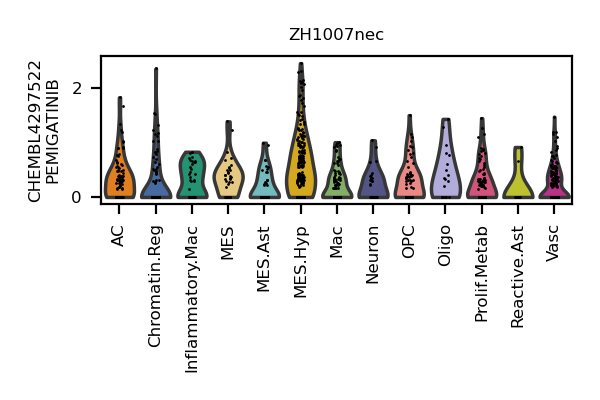 ZH1007nec
CHEMBL4297522
PEMIGATINIB
2
0
AC
Chromatin.Reg
Inflammatory.Mac
MES
MES.Ast
MES.Hyp
Mac
Neuron
OPC
Oligo
Prolif.Metab
Reactive.Ast
Vasc